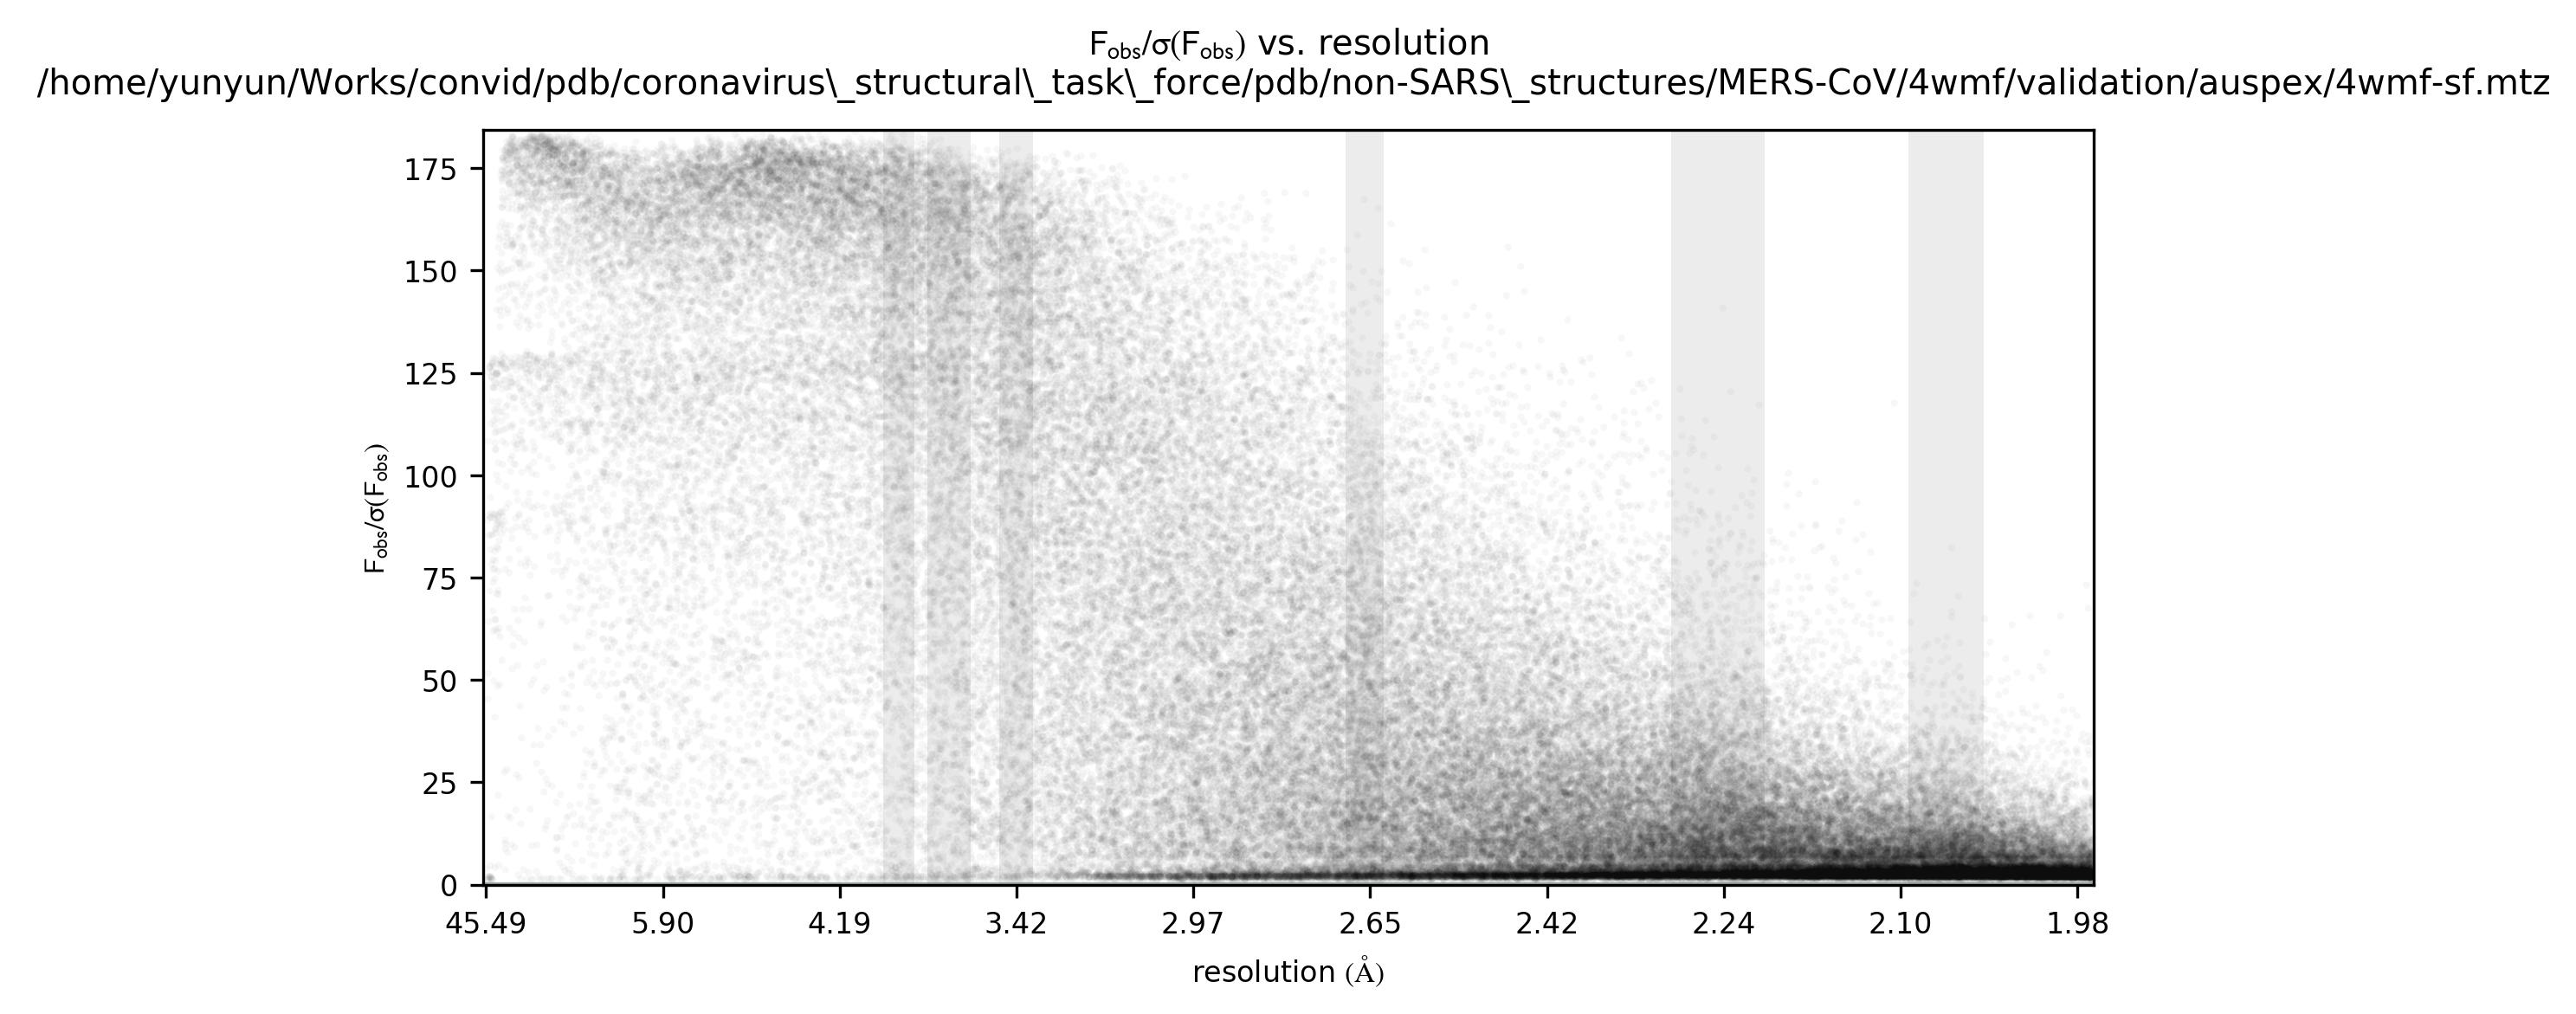 Fobs/σ(Fobs) vs. resolution
/home/yunyun/Works/convid/pdb/coronavirus\_structural\_task\_force/pdb/non-SARS\_structures/MERS-CoV/4wmf/validation/auspex/4wmf-sf.mtz
Fobs/σ(Fobs)
175
150
125
100
75
50
25
0
45.49 5.90 4.19 3.42 2.97 2.65 2.42 2.24 2.10 1.98
resolution (Å)